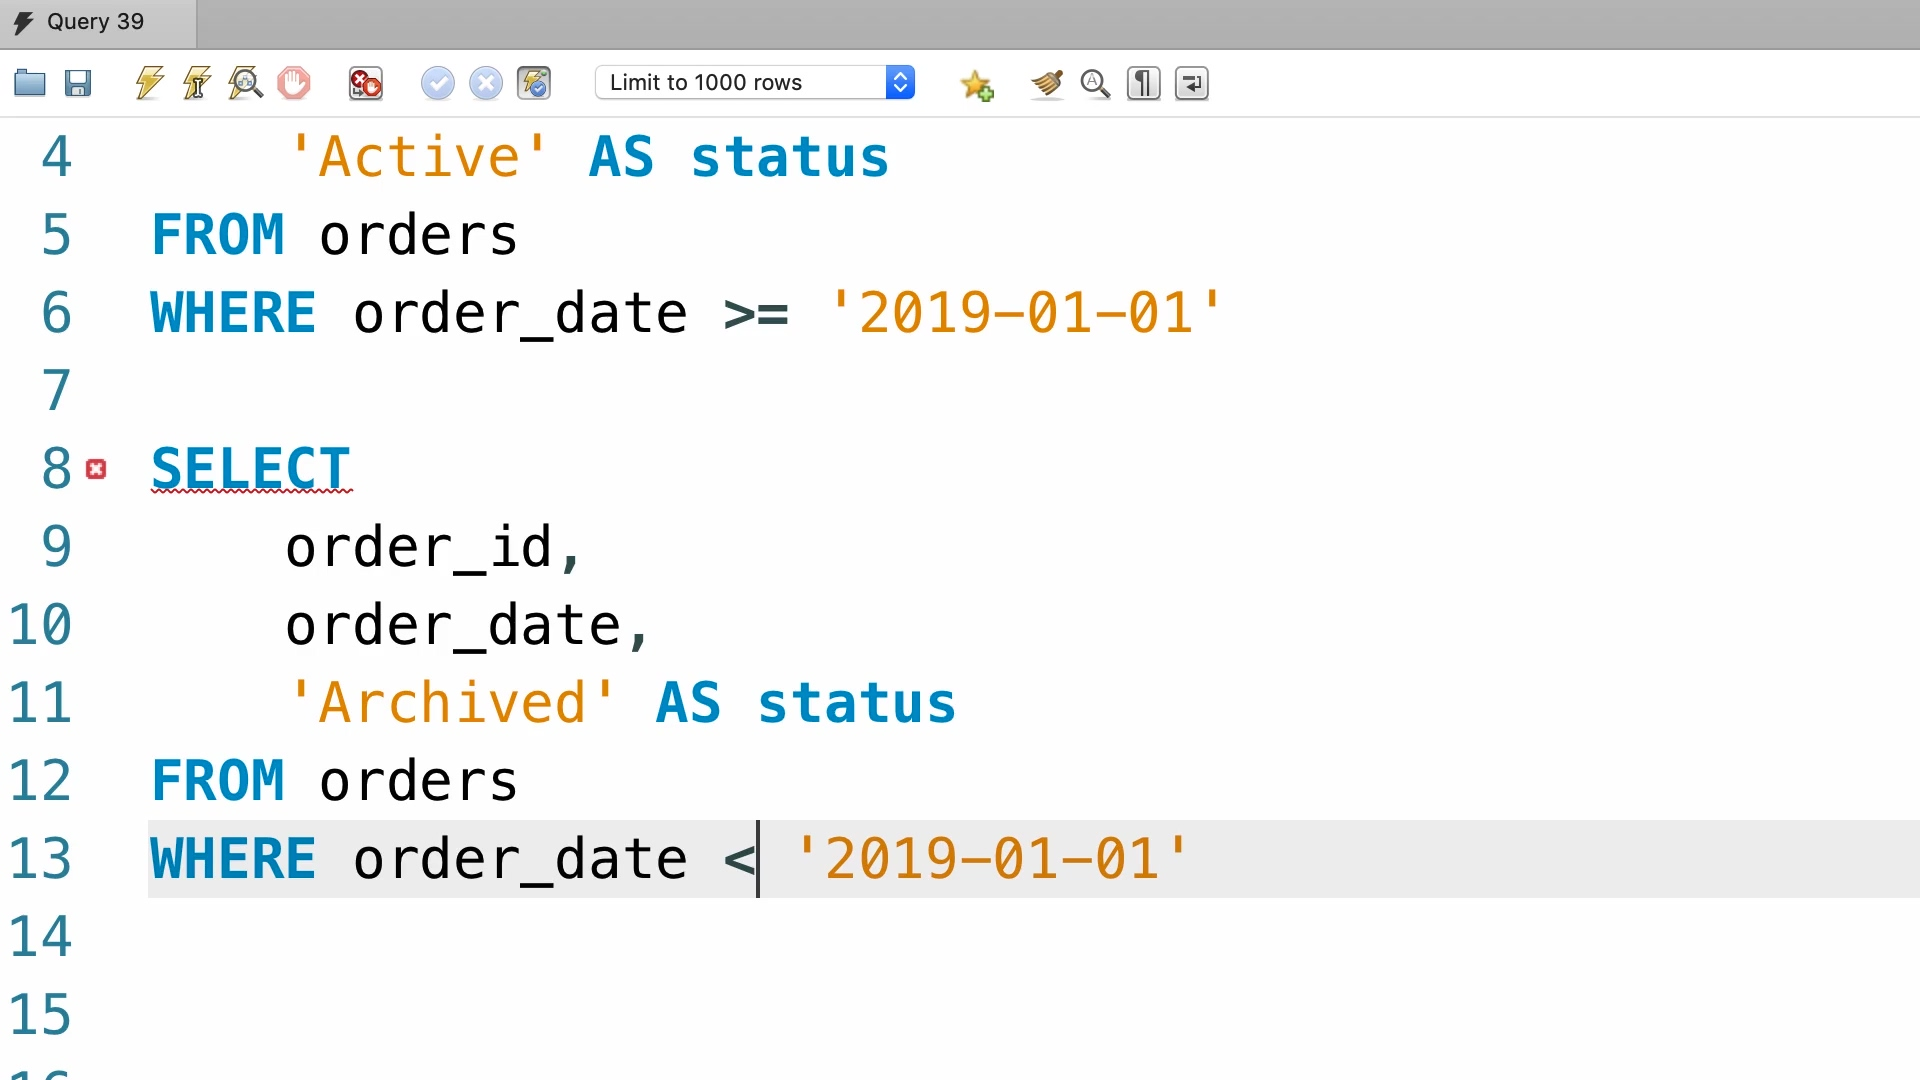 Query 39
Limit to 1000 rows
4 'Active' AS status
5 FROM orders
6 WHERE order_date >= '2019-01-01'
7
8 SELECT
9 order_id,
10 order_date,
11 'Archived' AS status
12 FROM orders
13 WHERE order_date < '2019-01-01'
14
15